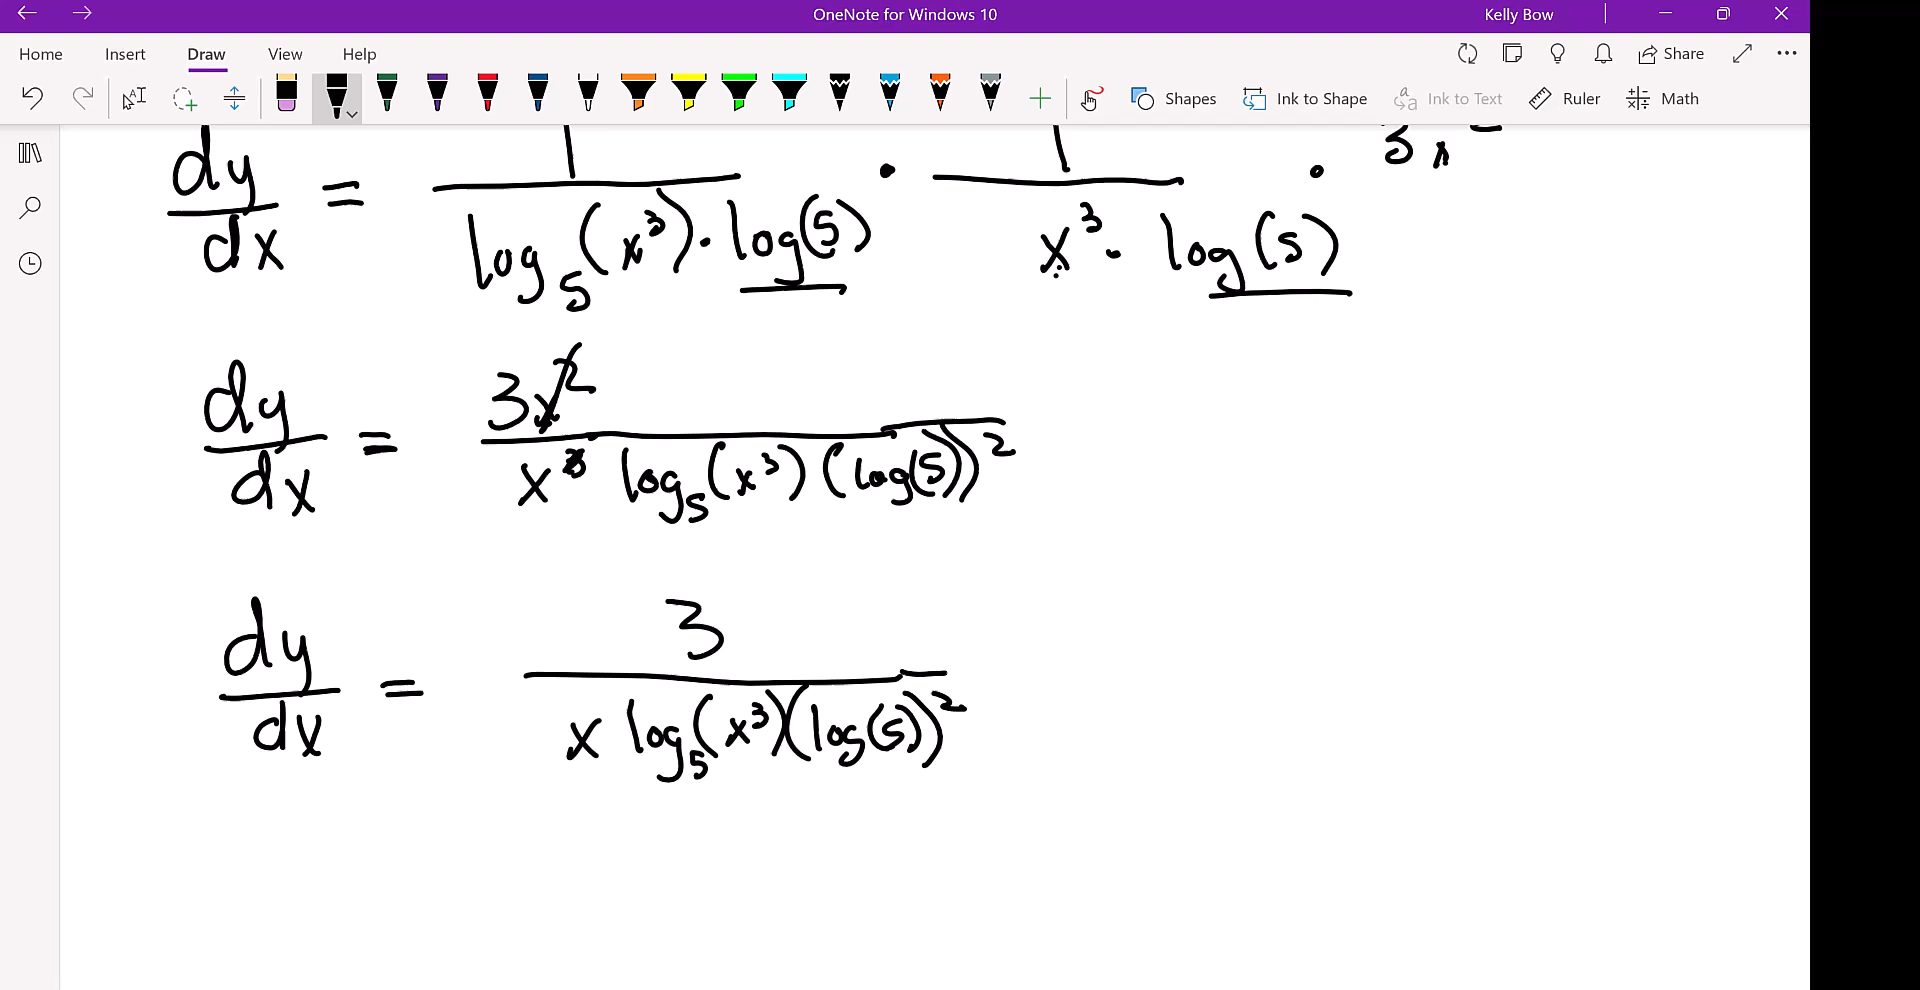 OneNote for Windows 10 Kelly Bow
Home Insert Draw View Help Share
Shapes Ink to Shape Ink to Text Ruler Math
dy/dx = 1/(log₅(x³)·log(5)) · 1/(x³·log(5)) · 3x²
dy/dx = 3x²/(x³ log₅(x³)(log(5))²)
dy/dx = 3/(x log₅(x³)(log(5))²)